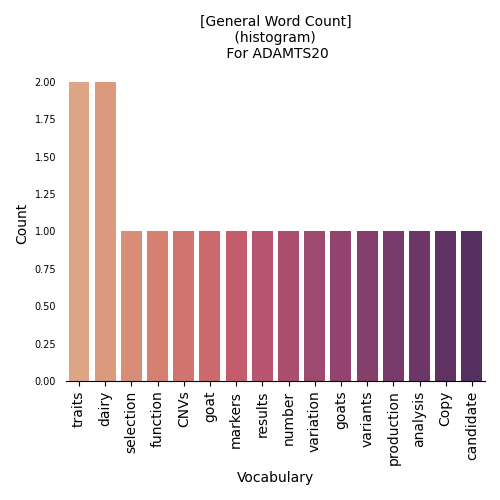 [General Word Count]
(histogram)
For ADAMTS20
2.00
1.75
1.50
1.25
1.00
0.75
0.50
0.25
0.00
Count
traits
dairy
selection
function
CNVs
goat
markers
results
number
variation
goats
variants
production
analysis
Copy
candidate
Vocabulary